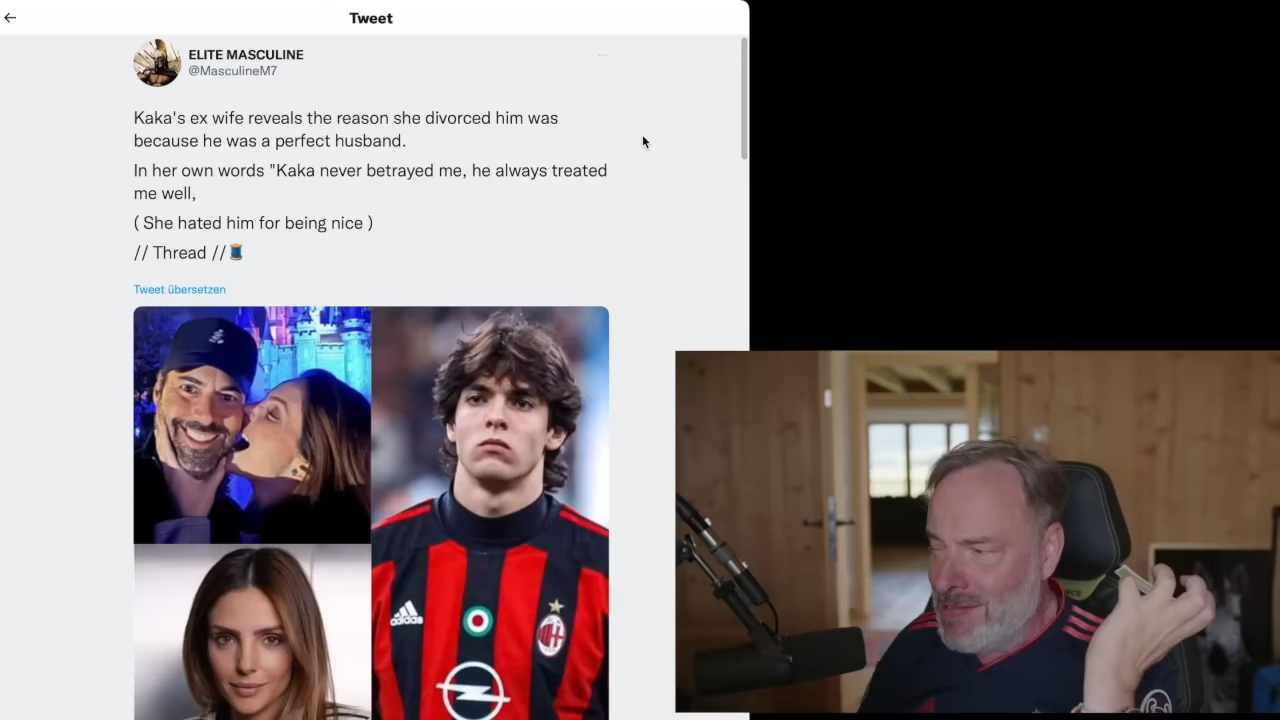 Tweet
ELITE MASCULINE
@MasculineM7
Kaka's ex wife reveals the reason she divorced him was
because he was a perfect husband.
In her own words "Kaka never betrayed me, he always treated
me well,
( She hated him for being nice )
// Thread //
Tweet übersetzen
adidas